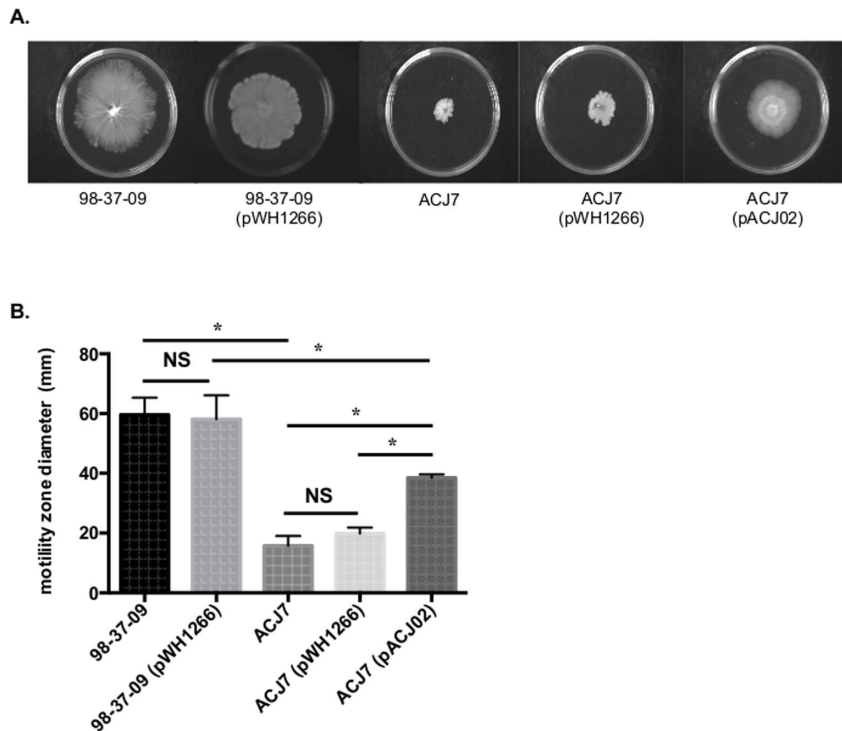 A.
98-37-09
98-37-09
(pWH1266)
ACJ7
ACJ7
(pWH1266)
ACJ7
(pACJ02)
B.
motiliity zone diameter (mm)
80
60
40
20
0
*
NS
*
*
*
NS
98-37-09
98-37-09 (pWH1266)
ACJ7
ACJ7 (pWH1266)
ACJ7 (pACJ02)